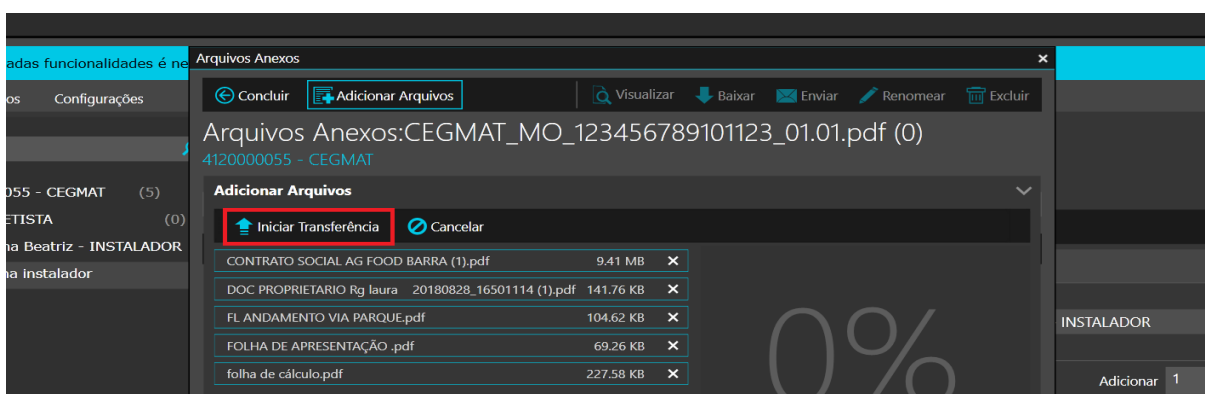 adas funcionalidades é ne
Arquivos Anexos
os Configurações
Concluir Adicionar Arquivos Visualizar Baixar Enviar Renomear Excluir
Arquivos Anexos:CEGMAT_MO_123456789101123_01.01.pdf (0)
4120000055 - CEGMAT
055 - CEGMAT (5)
Adicionar Arquivos
ETISTA (0)
Iniciar Transferência Cancelar
na Beatriz - INSTALADOR
CONTRATO SOCIAL AG FOOD BARRA (1).pdf 9.41 MB
na instalador
DOC PROPRIETARIO Rg laura 20180828_16501114 (1).pdf 141.76 KB
FL ANDAMENTO VIA PARQUE.pdf 104.62 KB
INSTALADOR
FOLHA DE APRESENTAÇÃO .pdf 69.26 KB
folha de cálculo.pdf 227.58 KB
0%
Adicionar 1